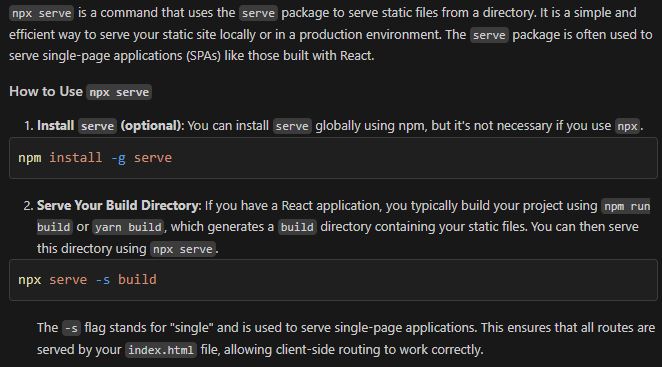 npx serve is a command that uses the serve package to serve static files from a directory. It is a simple and
efficient way to serve your static site locally or in a production environment. The serve package is often used to
serve single-page applications (SPAs) like those built with React.
How to Use npx serve
1. Install serve (optional): You can install serve globally using npm, but it's not necessary if you use npx.
npm install -g serve
2. Serve Your Build Directory: If you have a React application, you typically build your project using npm run
build or yarn build, which generates a build directory containing your static files. You can then serve
this directory using npx serve.
npx serve -s build
The -s flag stands for "single" and is used to serve single-page applications. This ensures that all routes are
served by your index.html file, allowing client-side routing to work correctly.